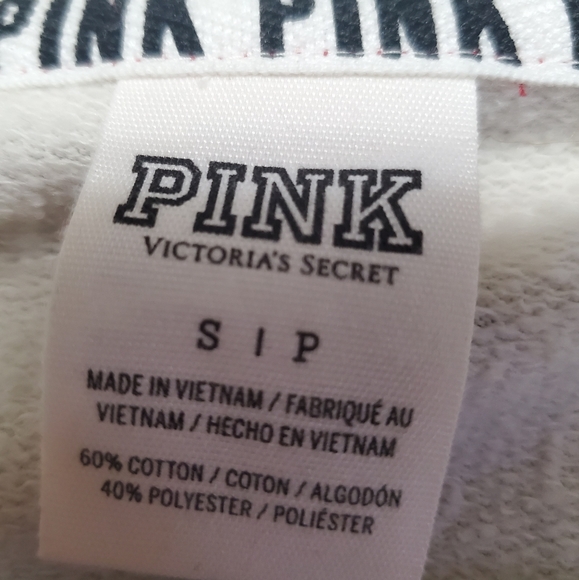 PINK PINK
PINK
VICTORIA'S SECRET
S | P
MADE IN VIETNAM / FABRIQUÉ AU
VIETNAM / HECHO EN VIETNAM
60% COTTON / COTON / ALGODÓN
40% POLYESTER / POLIÉSTER